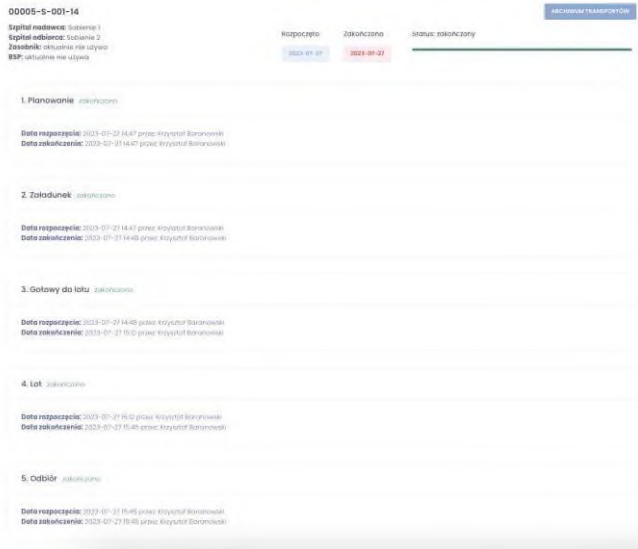 00005-S-001-14
ARCHIWUM TRANSPORTÓW
Szpital nadawca: Sobienie 1
Szpital odbiorca: Sobienie 2
Zasobnik: aktualnie nie używa
BSP: aktualnie nie używa
Rozpoczęto Zakończono Status: zakończony
2023-07-27 2023-07-27
1. Planowanie zakończono
Data rozpoczęcia: 2023-07-27 14:47 przez Krzysztof Baranowski
Data zakończenia: 2023-07-27 14:47 przez Krzysztof Baranowski
2. Załadunek zakończono
Data rozpoczęcia: 2023-07-27 14:47 przez Krzysztof Baranowski
Data zakończenia: 2023-07-27 14:48 przez Krzysztof Baranowski
3. Gotowy do lotu zakończono
Data rozpoczęcia: 2023-07-27 14:48 przez Krzysztof Baranowski
Data zakończenia: 2023-07-27 15:12 przez Krzysztof Baranowski
4. Lot zakończono
Data rozpoczęcia: 2023-07-27 15:12 przez Krzysztof Baranowski
Data zakończenia: 2023-07-27 15:45 przez Krzysztof Baranowski
5. Odbiór zakończono
Data rozpoczęcia: 2023-07-27 15:45 przez Krzysztof Baranowski
Data zakończenia: 2023-07-27 15:45 przez Krzysztof Baranowski